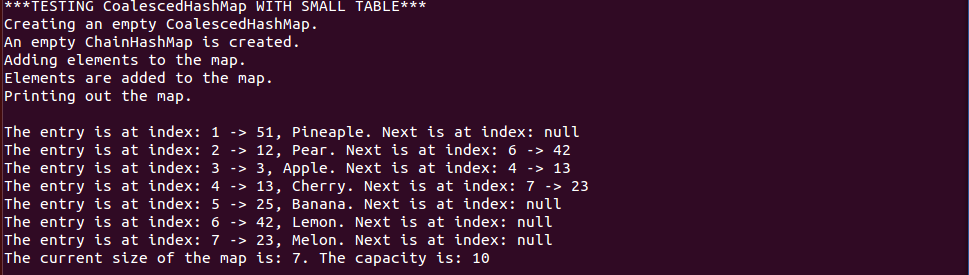 ***TESTING CoalescedHashMap WITH SMALL TABLE***
Creating an empty CoalescedHashMap.
An empty ChainHashMap is created.
Adding elements to the map.
Elements are added to the map.
Printing out the map.
The entry is at index: 1 -> 51, Pineaple. Next is at index: null
The entry is at index: 2 -> 12, Pear. Next is at index: 6 -> 42
The entry is at index: 3 -> 3, Apple. Next is at index: 4 -> 13
The entry is at index: 4 -> 13, Cherry. Next is at index: 7 -> 23
The entry is at index: 5 -> 25, Banana. Next is at index: null
The entry is at index: 6 -> 42, Lemon. Next is at index: null
The entry is at index: 7 -> 23, Melon. Next is at index: null
The current size of the map is: 7. The capacity is: 10